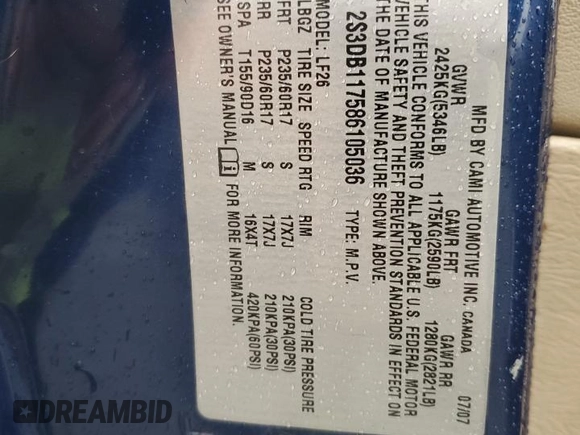 MFD BY CAMI AUTOMOTIVE INC. CANADA 07/07
GVWR GAWR FRT GAWR RR
2425KG(5346LB) 1175KG(2590LB) 1280KG(2821LB)
THIS VEHICLE CONFORMS TO ALL APPLICABLE U.S. FEDERAL MOTOR
VEHICLE SAFETY AND THEFT PREVENTION STANDARDS IN EFFECT ON
THE DATE OF MANUFACTURE SHOWN ABOVE.
2S3DB117586105036 TYPE: M.P.V.
MODEL: LF26
LBGZ TIRE SIZE SPEED RTG RIM COLD TIRE PRESSURE
FRT P235/60R17 S 17X7J 210KPA(30PSI)
RR P235/60R17 S 17X7J 210KPA(30PSI)
SPA T155/90D16 M 16X4T 420KPA(60PSI)
SEE OWNER'S MANUAL FOR MORE INFORMATION.
DREAMBID